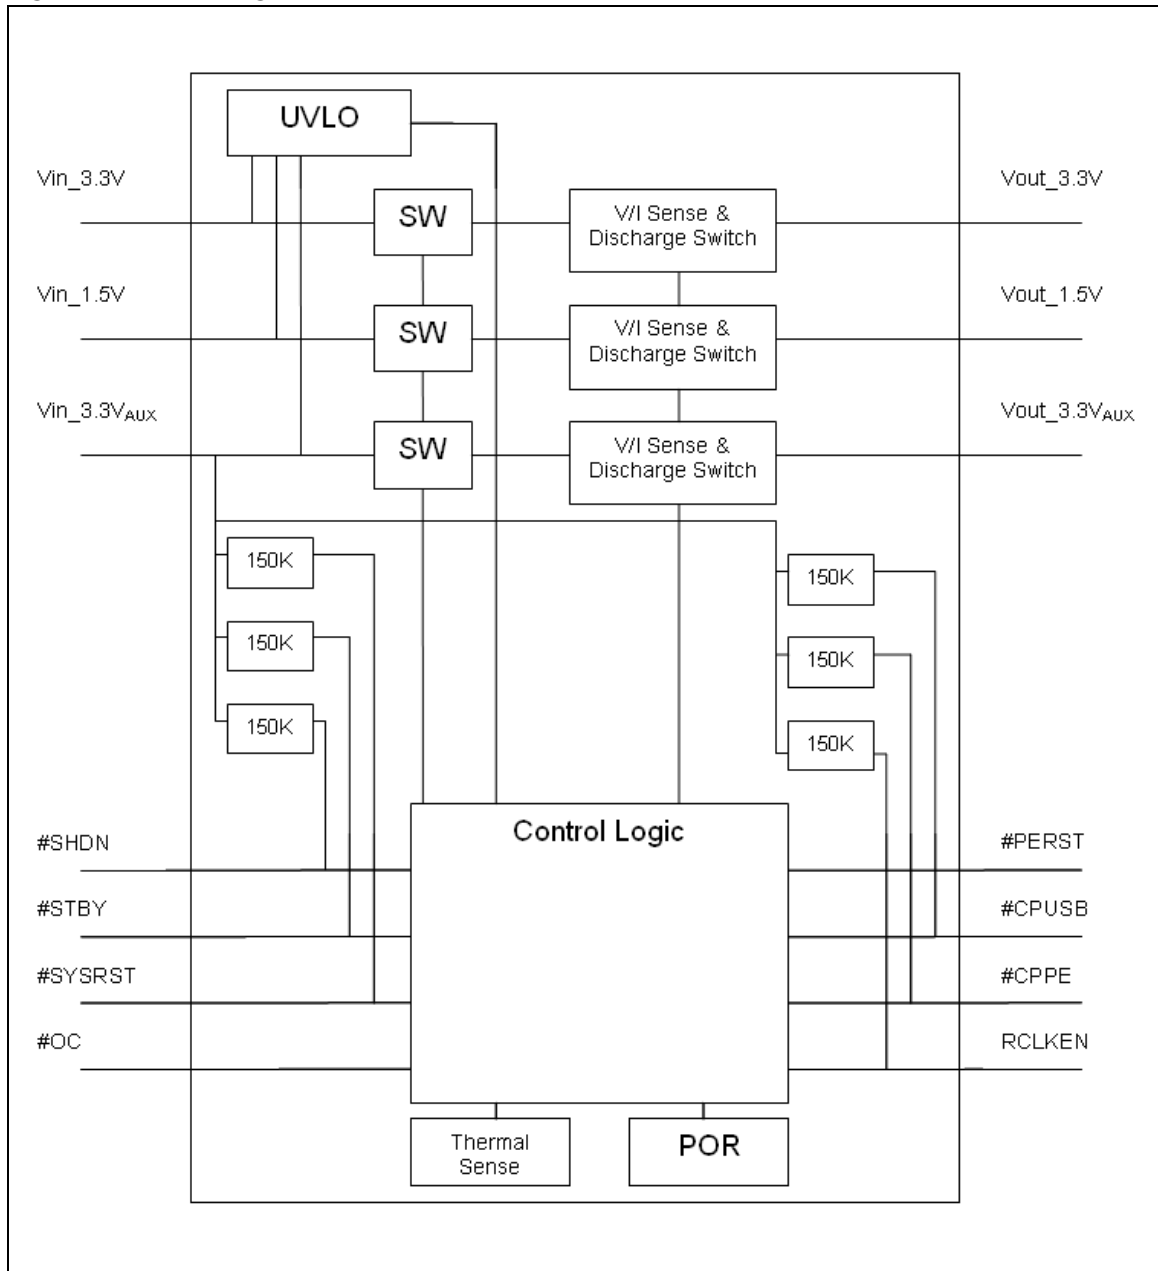 UVLO
Vin_3.3V
SW
V/I Sense &
Discharge Switch
Vout_3.3V
Vin_1.5V
SW
V/I Sense &
Discharge Switch
Vout_1.5V
Vin_3.3VAUX
SW
V/I Sense &
Discharge Switch
Vout_3.3VAUX
150K
150K
150K
150K
150K
150K
Control Logic
#SHDN
#PERST
#STBY
#CPUSB
#SYSRST
#CPPE
#OC
RCLKEN
Thermal
Sense
POR